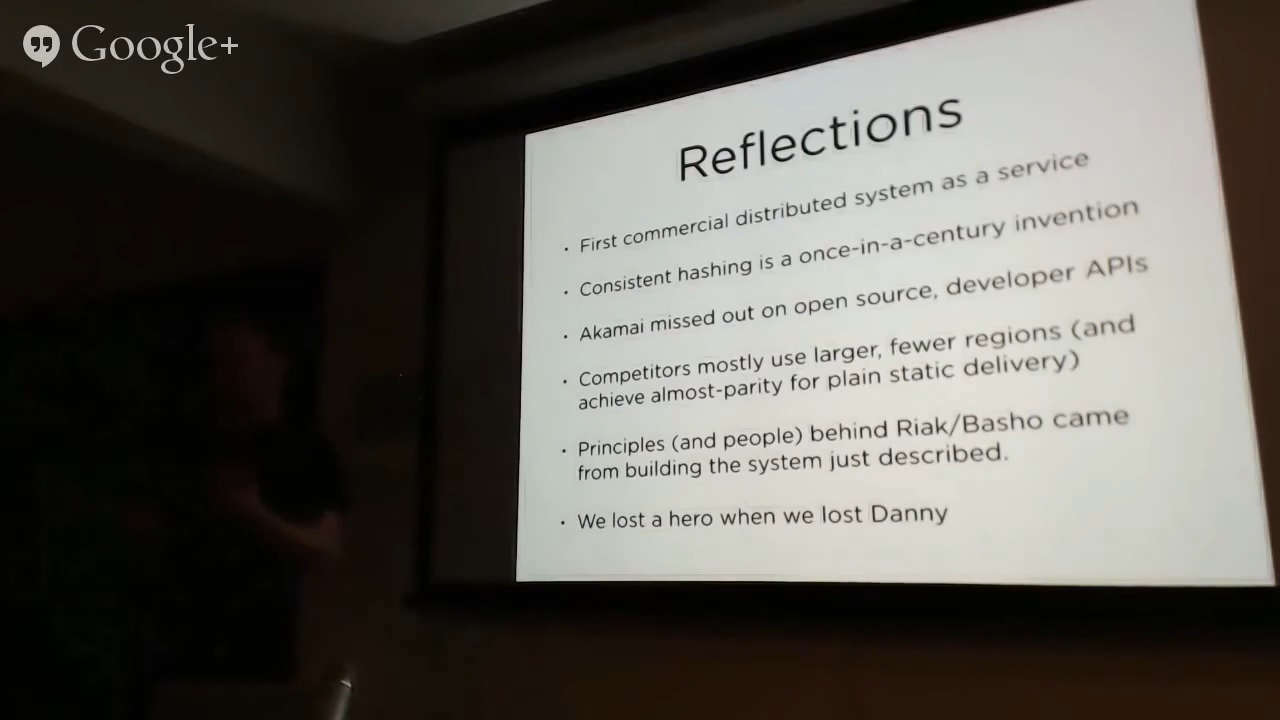 Google+
Reflections
· First commercial distributed system as a service
· Consistent hashing is a once-in-a-century invention
· Akamai missed out on open source, developer APIs
· Competitors mostly use larger, fewer regions (and
achieve almost-parity for plain static delivery)
· Principles (and people) behind Riak/Basho came
from building the system just described.
· We lost a hero when we lost Danny